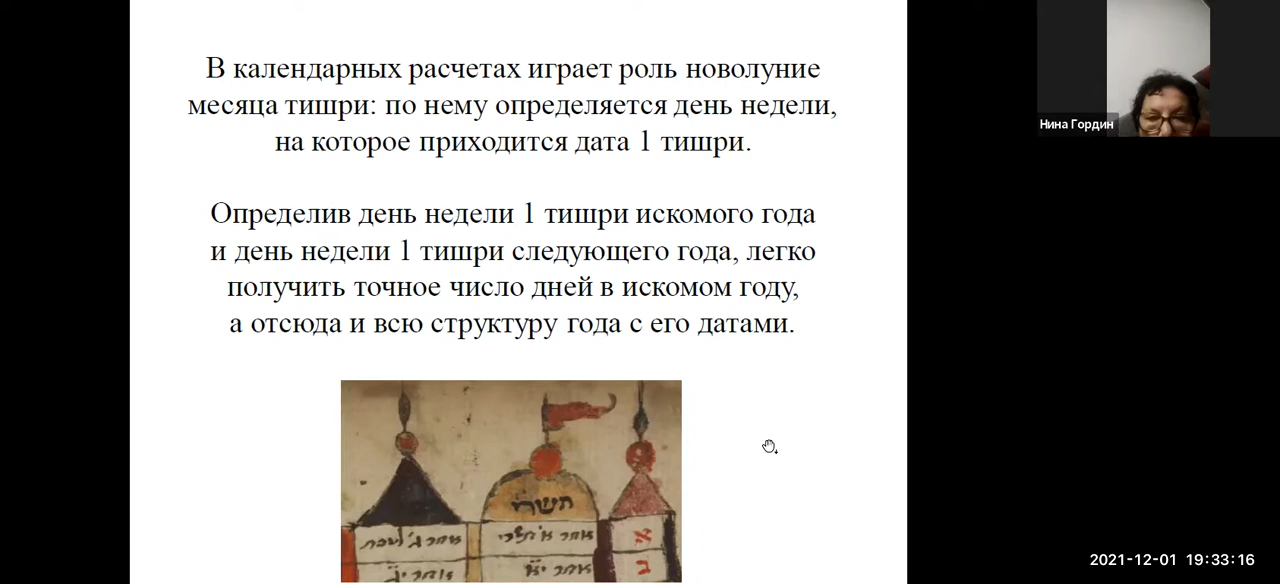 В календарных расчетах играет роль новолуние
месяца тишри: по нему определяется день недели,
на которое приходится дата 1 тишри.
Определив день недели 1 тишри искомого года
и день недели 1 тишри следующего года, легко
получить точное число дней в искомом году,
а отсюда и всю структуру года с его датами.
Нина Гордин
תשרי
א
ב
2021-12-01 19:33:16